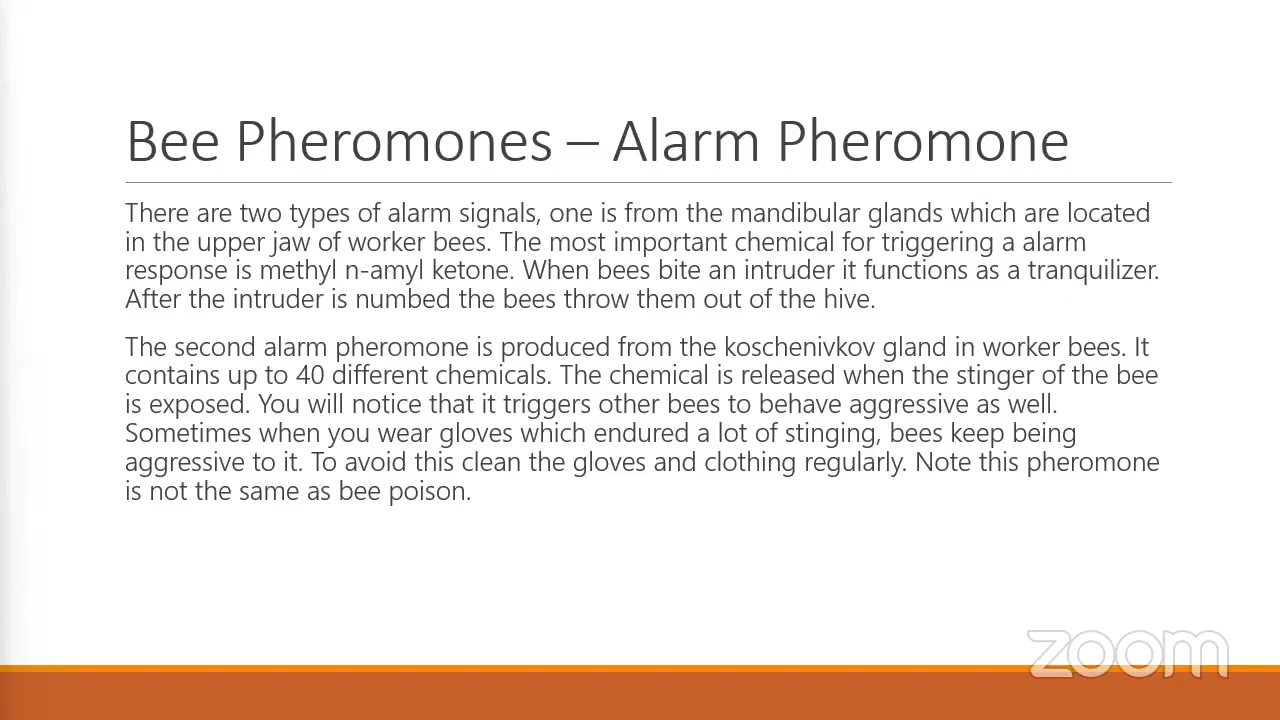 Bee Pheromones – Alarm Pheromone
There are two types of alarm signals, one is from the mandibular glands which are located
in the upper jaw of worker bees. The most important chemical for triggering a alarm
response is methyl n-amyl ketone. When bees bite an intruder it functions as a tranquilizer.
After the intruder is numbed the bees throw them out of the hive.
The second alarm pheromone is produced from the koschenivkov gland in worker bees. It
contains up to 40 different chemicals. The chemical is released when the stinger of the bee
is exposed. You will notice that it triggers other bees to behave aggressive as well.
Sometimes when you wear gloves which endured a lot of stinging, bees keep being
aggressive to it. To avoid this clean the gloves and clothing regularly. Note this pheromone
is not the same as bee poison.
zoom